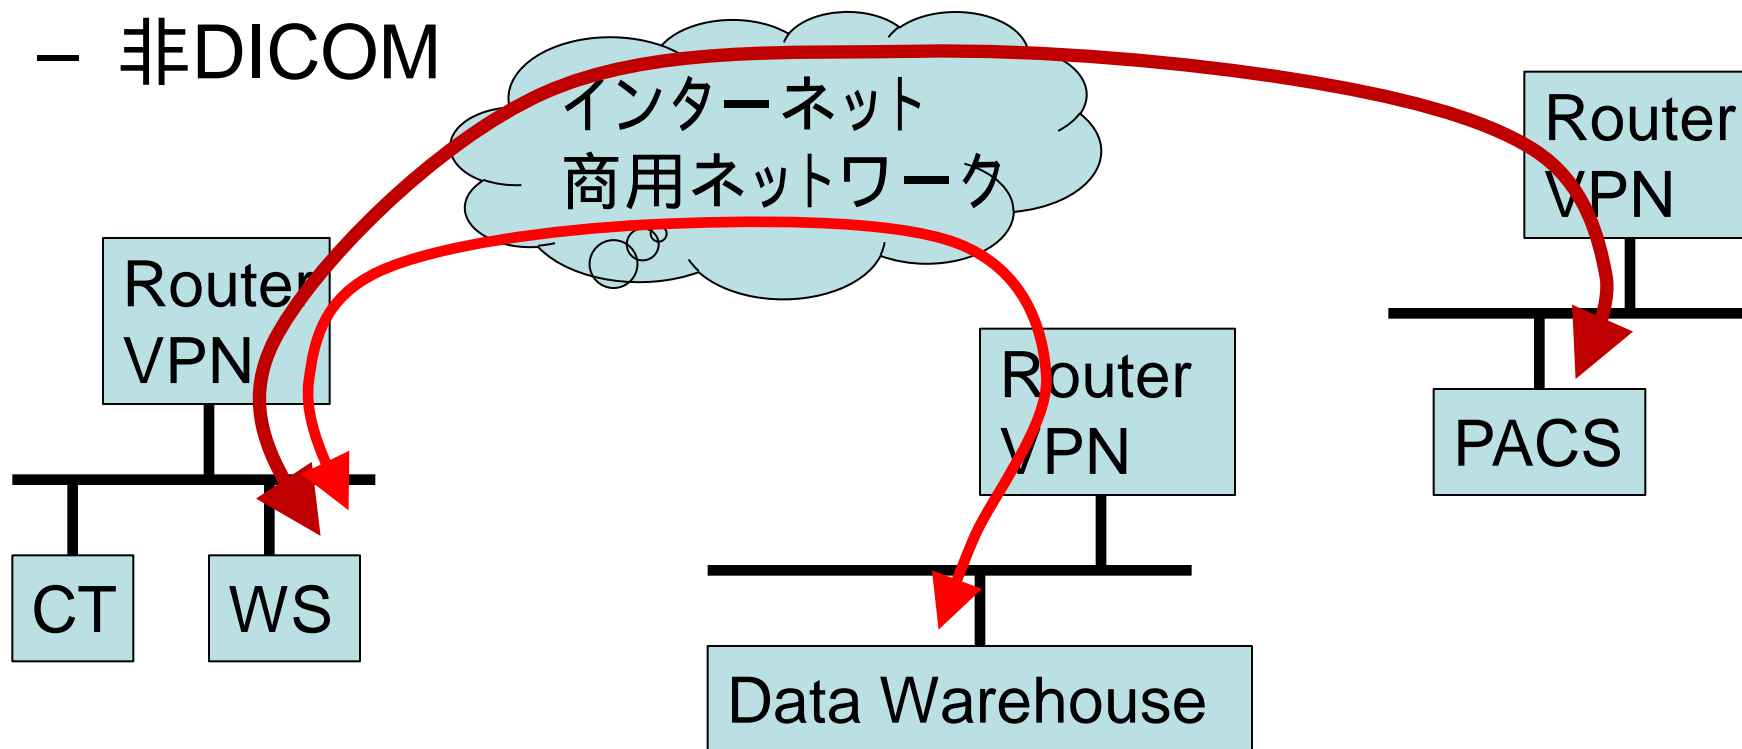 – 非DICOM
インターネット
商用ネットワーク
Router
VPN
Router
VPN
Router
VPN
CT
WS
PACS
Data Warehouse